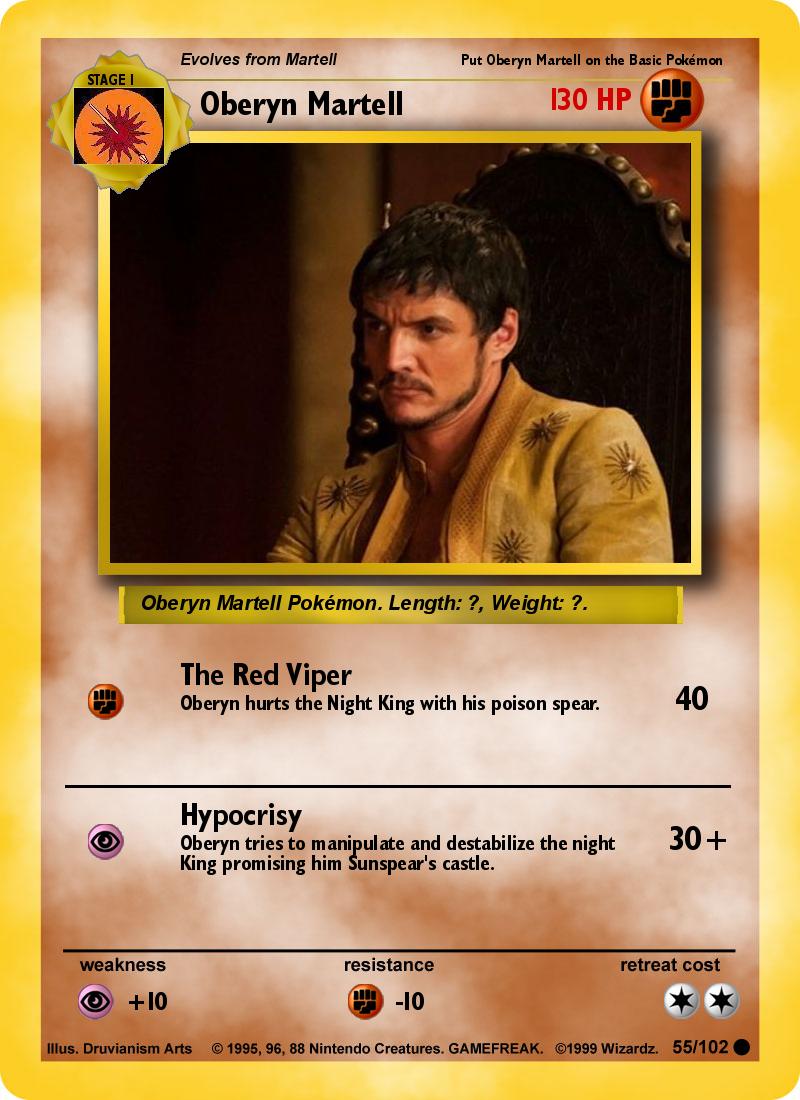 Evolves from Martell
Put Oberyn Martell on the Basic Pokémon
STAGE I
Oberyn Martell
130 HP
Oberyn Martell Pokémon. Length: ?, Weight: ?.
The Red Viper
Oberyn hurts the Night King with his poison spear.
40
Hypocrisy
Oberyn tries to manipulate and destabilize the night
King promising him Sunspear's castle.
30+
weakness
resistance
retreat cost
+10
-10
Illus. Druvianism Arts © 1995, 96, 88 Nintendo Creatures. GAMEFREAK. ©1999 Wizardz. 55/102